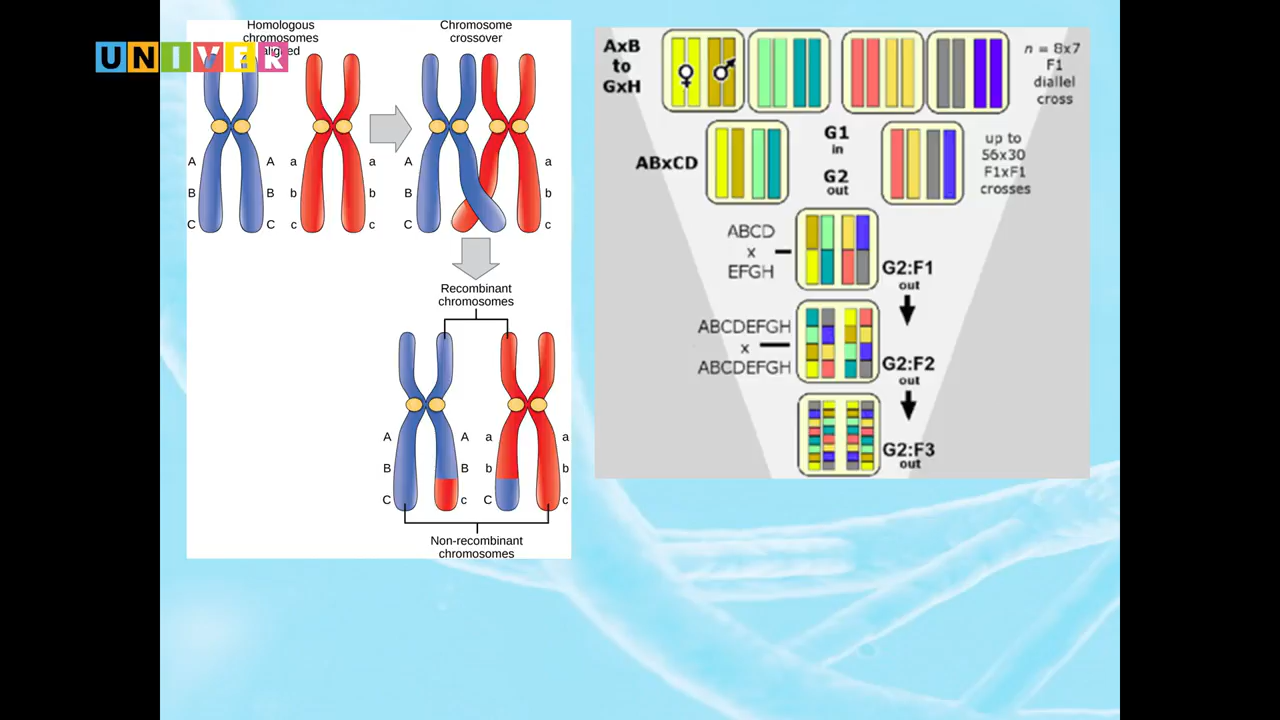 UNIVER
Homologous
chromosomes
aligned
Chromosome
crossover
A A a a A a
B B b b B b
C C c c C c
Recombinant
chromosomes
A A a a
B B b b
C c C c
Non-recombinant
chromosomes
AxB
to
GxH
n = 8x7
F1
diallel
cross
ABxCD
G1
in
G2
out
up to
56x30
F1xF1
crosses
ABCD
x
EFGH
G2:F1
out
ABCDEFGH
x
ABCDEFGH
G2:F2
out
G2:F3
out